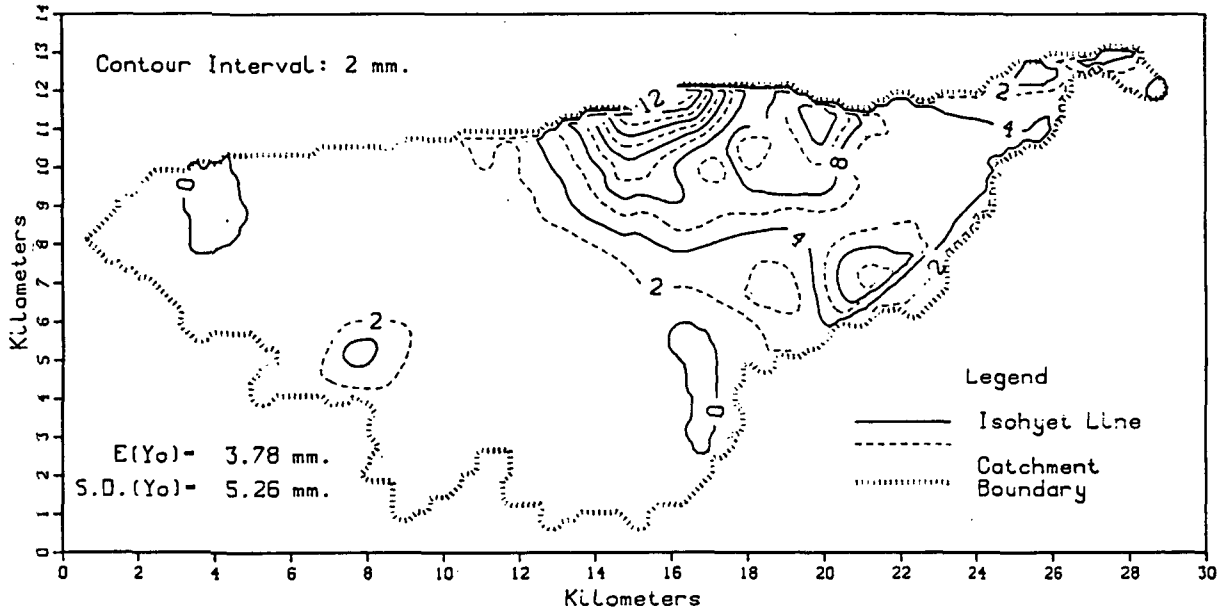 14
13
12
11
10
9
8
7
6
5
4
3
2
1
0
Kilometers
Contour Interval: 2 mm.
12
2
4
0
8
4
2
2
2
0
E(Yo)= 3.78 mm.
S.D.(Yo)= 5.26 mm.
Legend
Isohyet Line
Catchment
Boundary
0 2 4 6 8 10 12 14 16 18 20 22 24 26 28 30
Kilometers